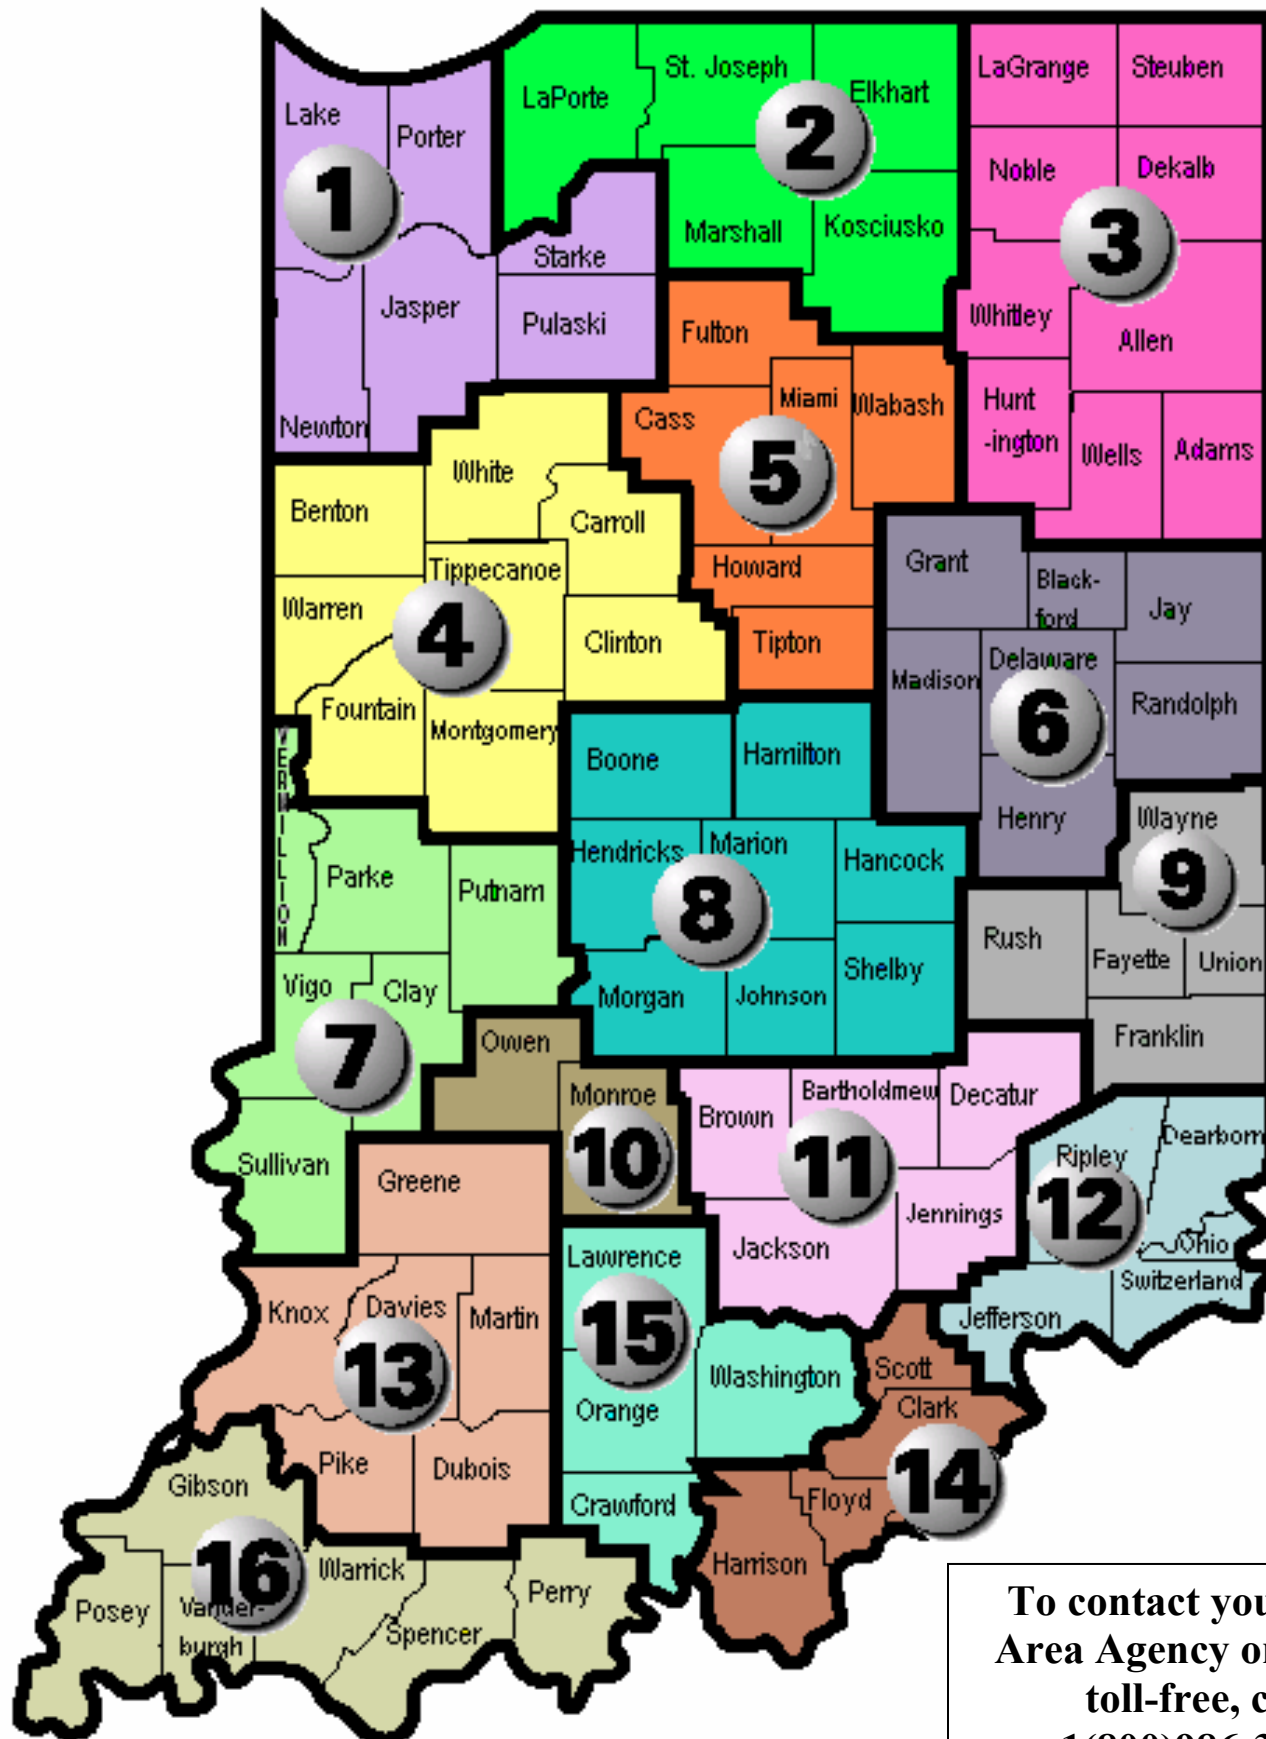 LaGrange
Steuben
St. Joseph
Elkhart
LaPorte
Lake
Porter
2
Noble
Dekalb
1
Marshall
Kosciusko
3
Starke
Jasper
Pulaski
Whitley
Fulton
Allen
Newton
Cass
Miami
Wabash
Hunt
-ington
Wells
Adams
White
5
Benton
Carroll
Tippecanoe
Howard
Grant
Black-
ford
Jay
Warren
4
Clinton
Tipton
Delaware
Madison
Fountain
Montgomery
6
Randolph
VERMILLION
Boone
Hamilton
Henry
Wayne
Hendricks
Marion
Hancock
Parke
Putnam
8
9
Rush
Fayette
Union
Vigo
Clay
Morgan
Johnson
Shelby
Owen
7
Franklin
Monroe
Brown
Bartholdmew
Decatur
Dearborn
Sullivan
10
11
Ripley
Greene
12
Jennings
Lawrence
Jackson
Ohio
Switzerland
Knox
Davies
Martin
15
Jefferson
13
Washington
Scott
Orange
Clark
Pike
Dubois
14
Gibson
Crawford
Floyd
16
Warrick
Harrison
Perry
Posey
Vander-
burgh
Spencer
To contact you
Area Agency o
toll-free, c